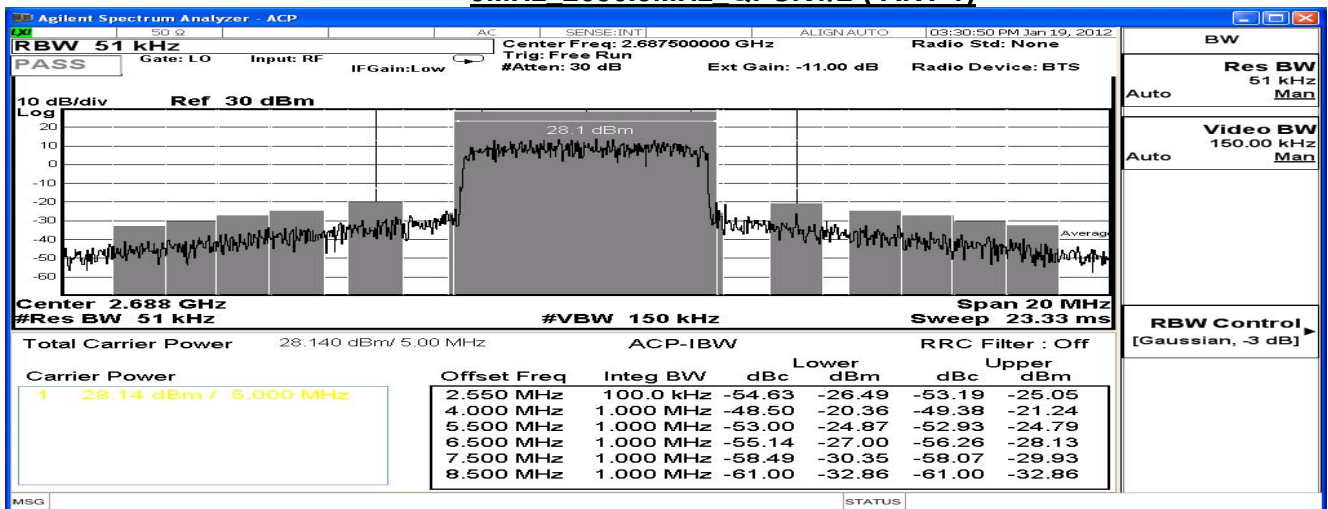 Agilent Spectrum Analyzer - ACP
LXI 50 Ω AC SENSE:INT ALIGN AUTO 03:30:50 PM Jan 19, 2012
RBW 51 kHz
Center Freq: 2.687500000 GHz Radio Std: None
PASS Gate: LO Input: RF Trig: Free Run
IFGain:Low #Atten: 30 dB Ext Gain: -11.00 dB Radio Device: BTS
10 dB/div Ref 30 dBm
Log
20
10
0
-10
-20
-30
-40
-50
-60
28.1 dBm
Average
Center 2.688 GHz Span 20 MHz
#Res BW 51 kHz #VBW 150 kHz Sweep 23.33 ms
Total Carrier Power 28.140 dBm/ 5.00 MHz ACP-IBW RRC Filter : Off
Lower Upper
Carrier Power Offset Freq Integ BW dBc dBm dBc dBm
1 28.14 dBm / 5.000 MHz
2.550 MHz 100.0 kHz -54.63 -26.49 -53.19 -25.05
4.000 MHz 1.000 MHz -48.50 -20.36 -49.38 -21.24
5.500 MHz 1.000 MHz -53.00 -24.87 -52.93 -24.79
6.500 MHz 1.000 MHz -55.14 -27.00 -56.26 -28.13
7.500 MHz 1.000 MHz -58.49 -30.35 -58.07 -29.93
8.500 MHz 1.000 MHz -61.00 -32.86 -61.00 -32.86
MSG STATUS
BW
Res BW
51 kHz
Auto Man
Video BW
150.00 kHz
Auto Man
RBW Control
[Gaussian, -3 dB]